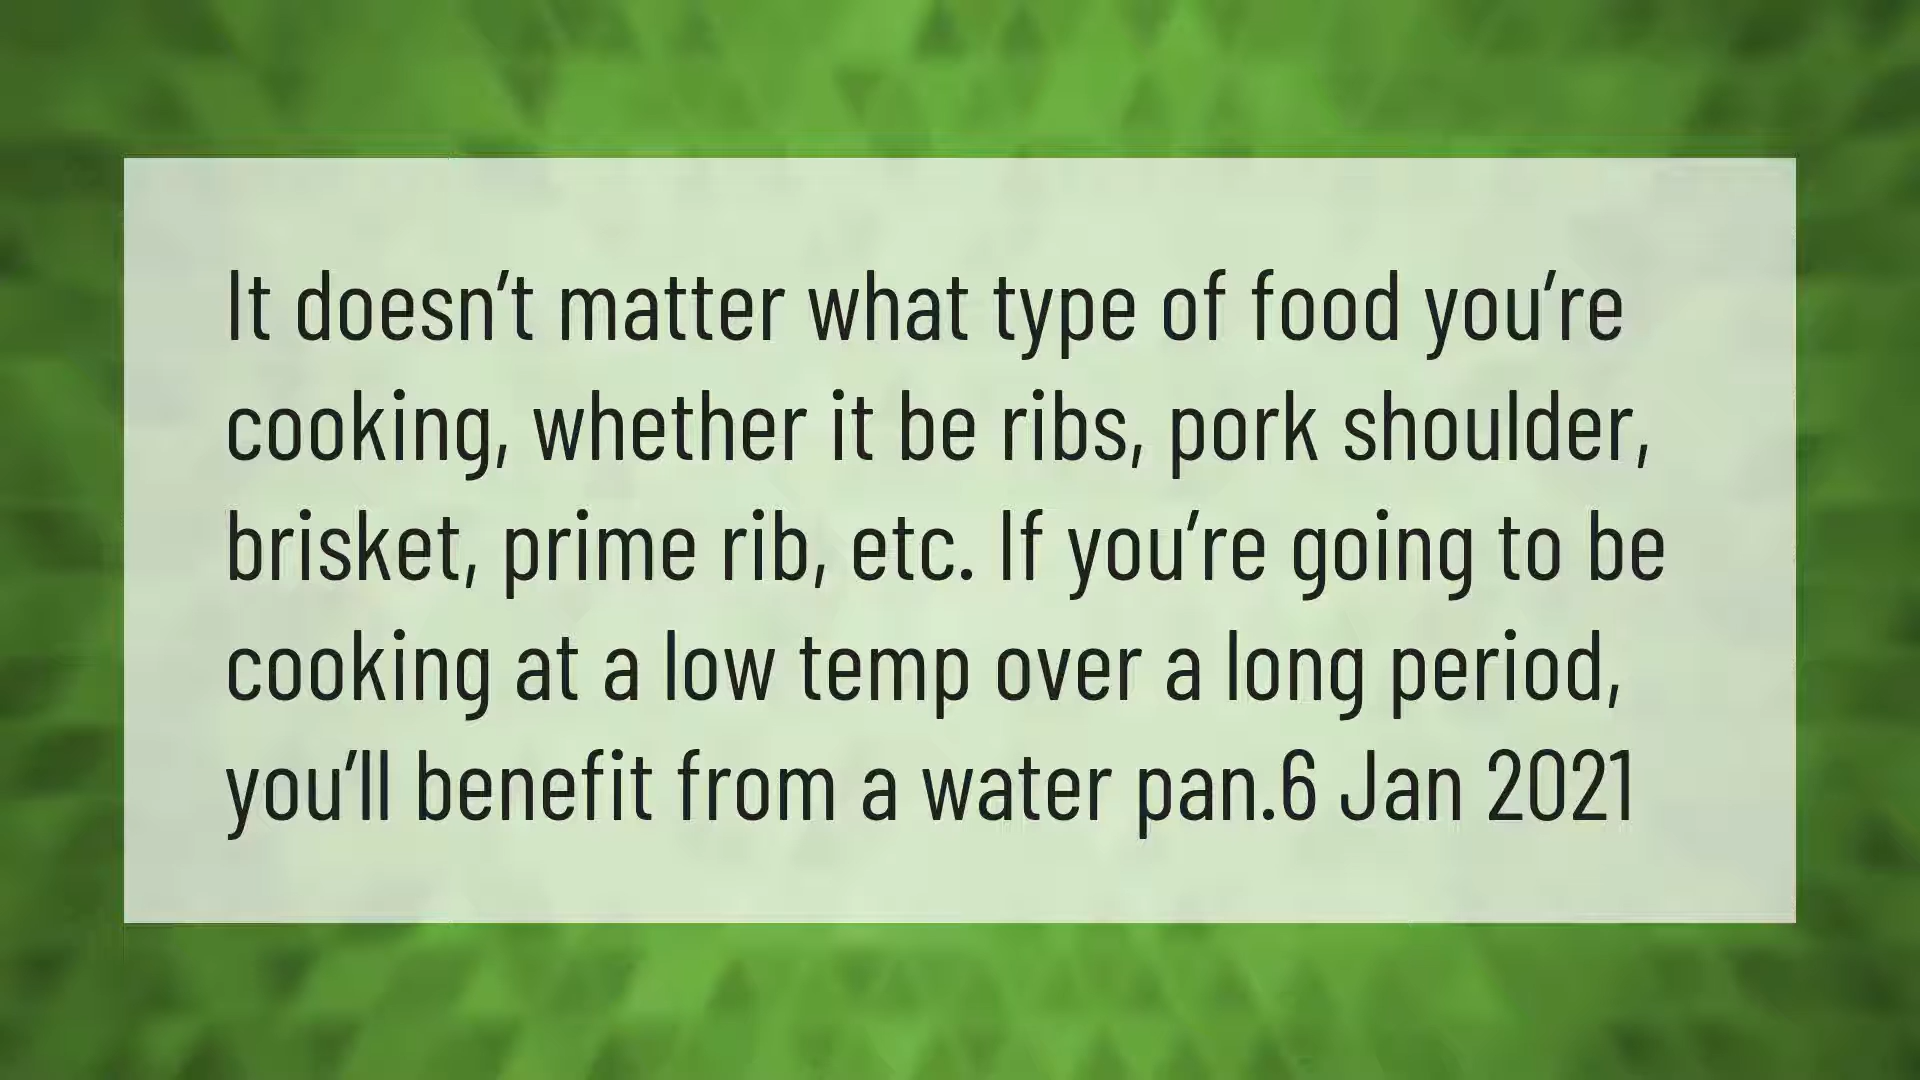 It doesn’t matter what type of food you’re
cooking, whether it be ribs, pork shoulder,
brisket, prime rib, etc. If you’re going to be
cooking at a low temp over a long period,
you’ll benefit from a water pan.6 Jan 2021